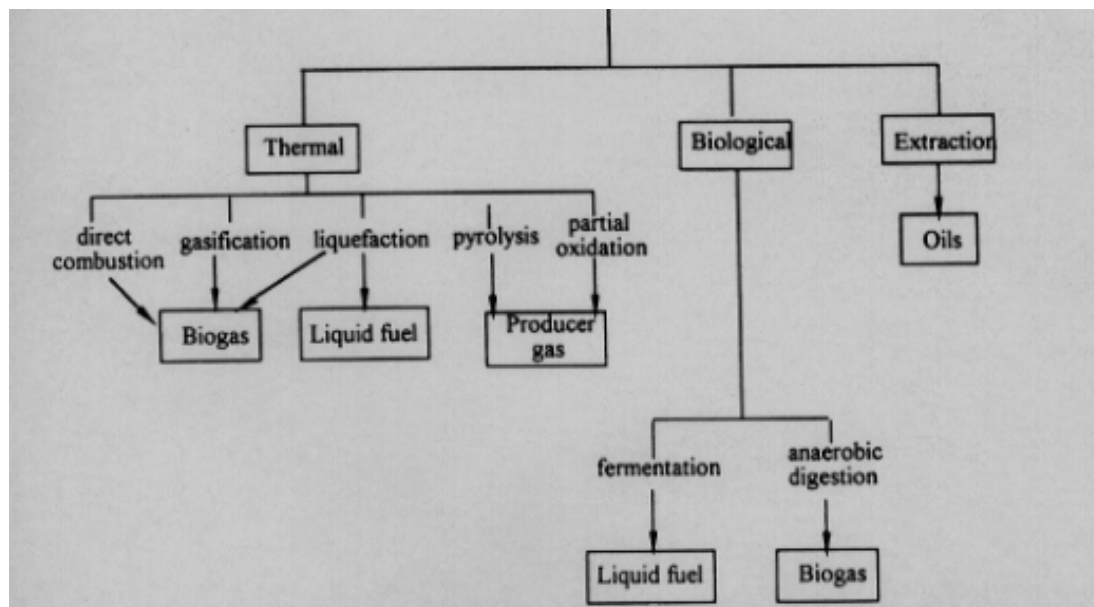 Thermal
Biological
Extraction
direct
combustion
gasification
liquefaction
pyrolysis
partial
oxidation
Oils
Biogas
Liquid fuel
Producer
gas
fermentation
anaerobic
digestion
Liquid fuel
Biogas